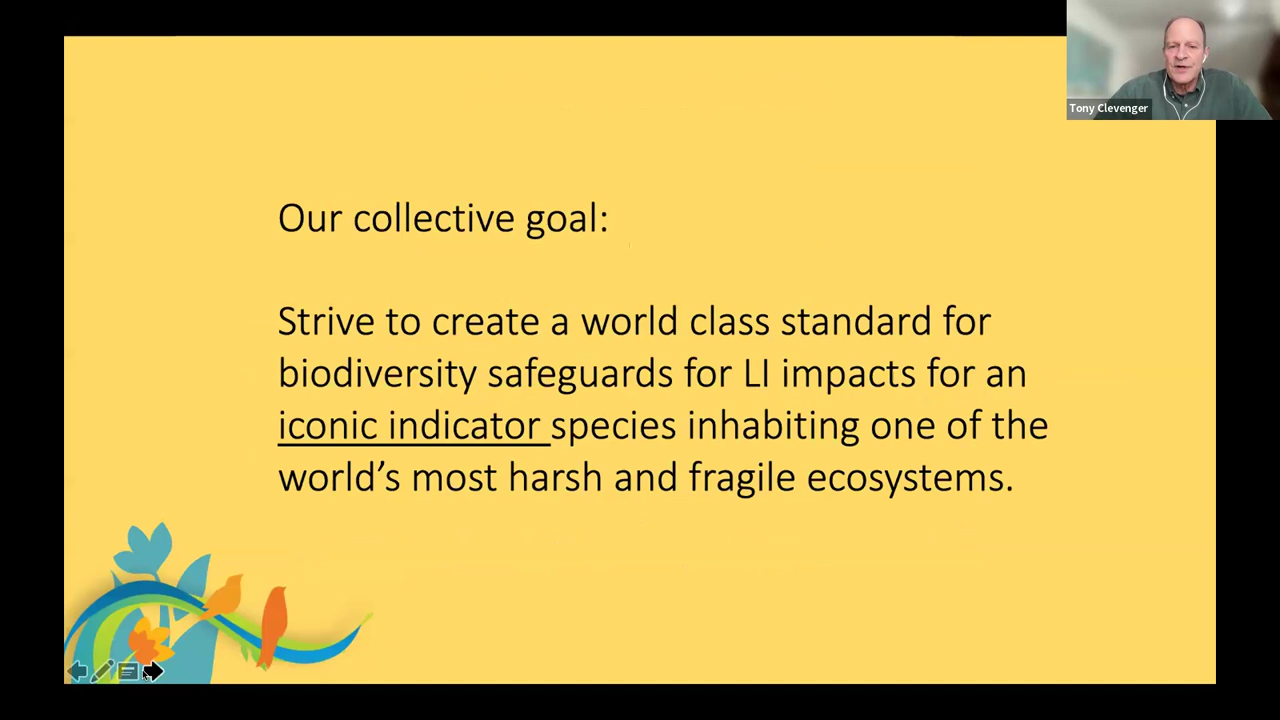 Tony Clevenger
Our collective goal:
Strive to create a world class standard for
biodiversity safeguards for LI impacts for an
iconic indicator species inhabiting one of the
world’s most harsh and fragile ecosystems.